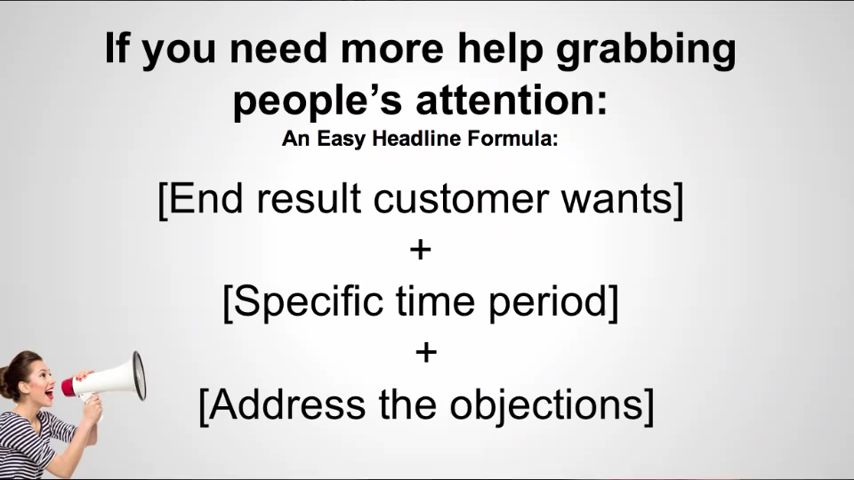 If you need more help grabbing
people’s attention:
An Easy Headline Formula:
[End result customer wants]
+
[Specific time period]
+
[Address the objections]